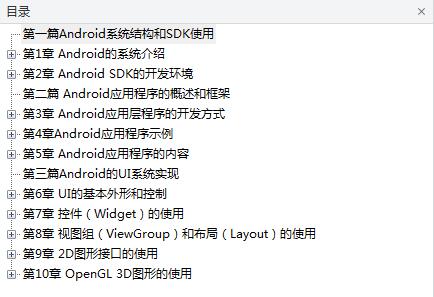 目录
第一篇Android系统结构和SDK使用
第1章 Android的系统介绍
第2章 Android SDK的开发环境
第二篇 Android应用程序的概述和框架
第3章 Android应用层程序的开发方式
第4章Android应用程序示例
第5章 Android应用程序的内容
第三篇Android的UI系统实现
第6章 UI的基本外形和控制
第7章 控件（Widget）的使用
第8章 视图组（ViewGroup）和布局（Layout）的使用
第9章 2D图形接口的使用
第10章 OpenGL 3D图形的使用